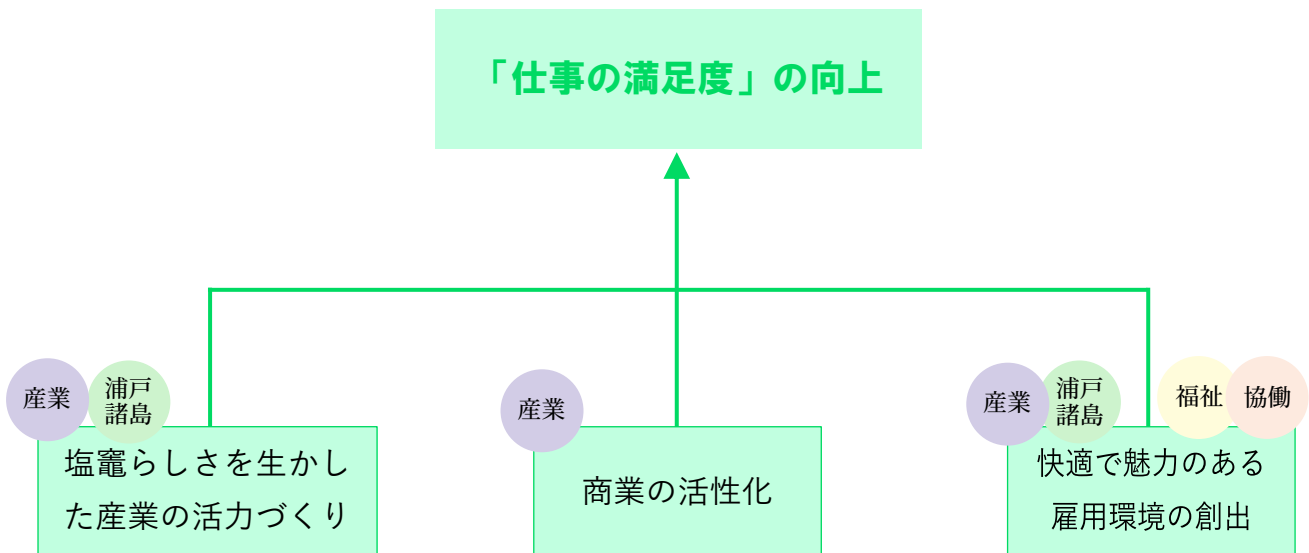 「仕事の満足度」の向上
産業
浦戸
諸島
塩竈らしさを生かし
た産業の活力づくり
産業
商業の活性化
産業
浦戸
諸島
福祉
協働
快適で魅力のある
雇用環境の創出